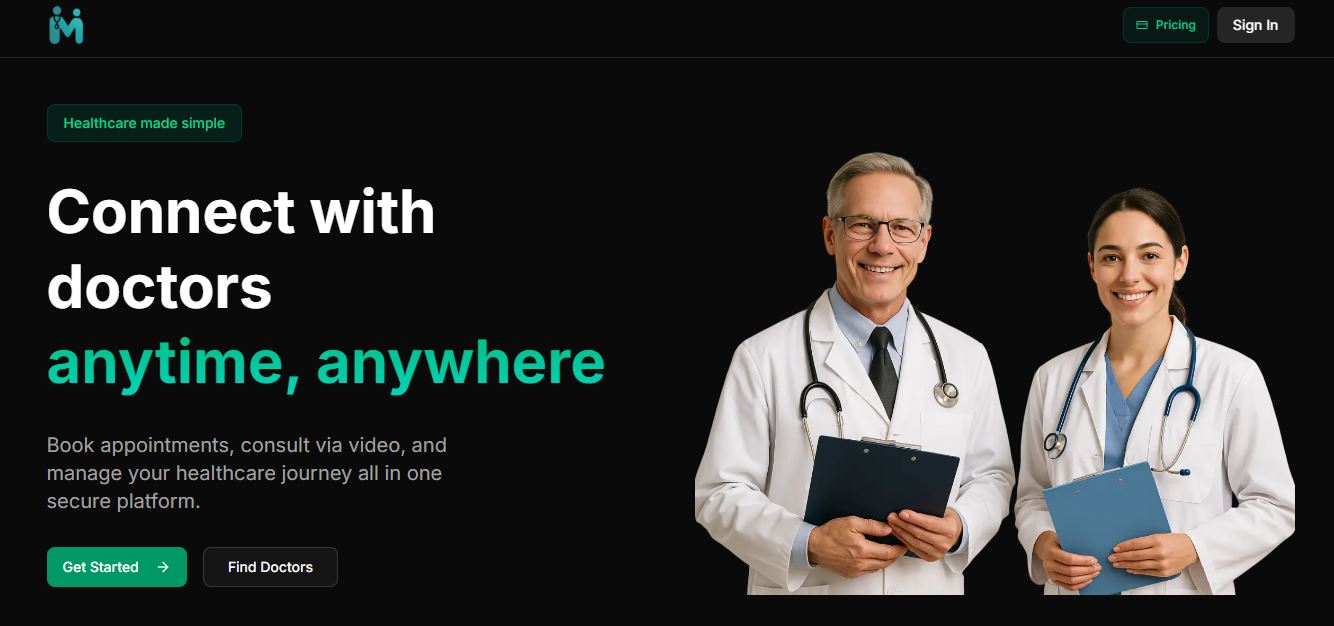 Pricing
Sign In
Healthcare made simple
Connect with
doctors
anytime, anywhere
Book appointments, consult via video, and
manage your healthcare journey all in one
secure platform.
Get Started
Find Doctors